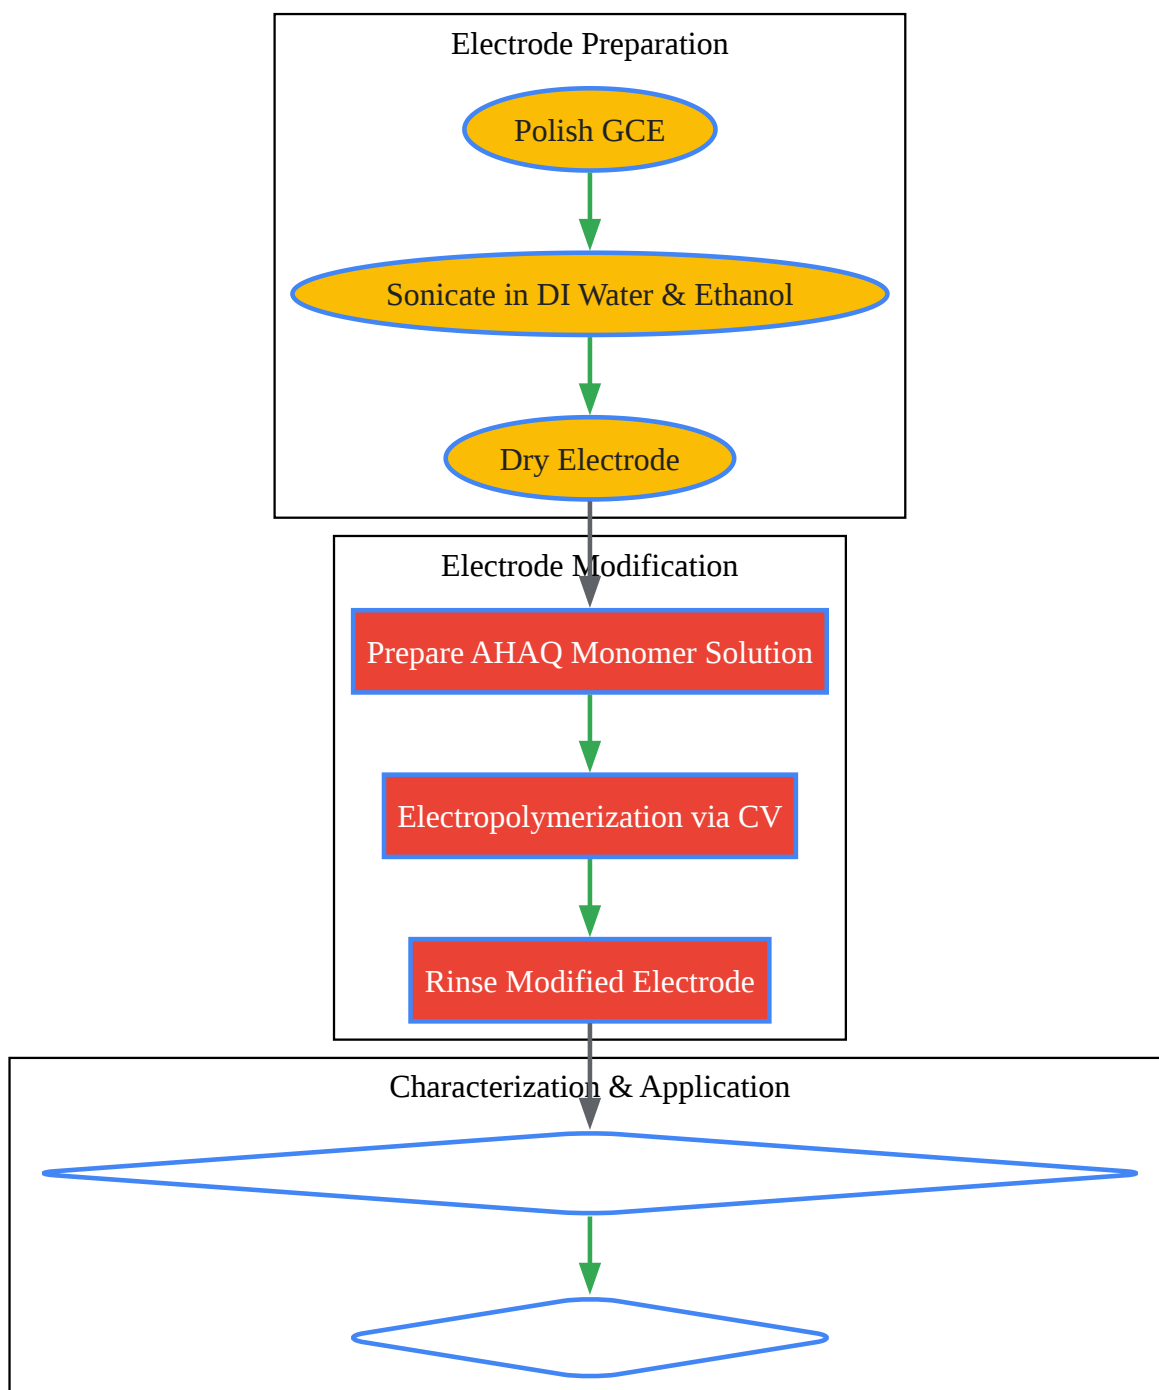 Electrode Preparation
Polish GCE
Sonicate in DI Water & Ethanol
Dry Electrode
Electrode Modification
Prepare AHAQ Monomer Solution
Electropolymerization via CV
Rinse Modified Electrode
Characterization & Application